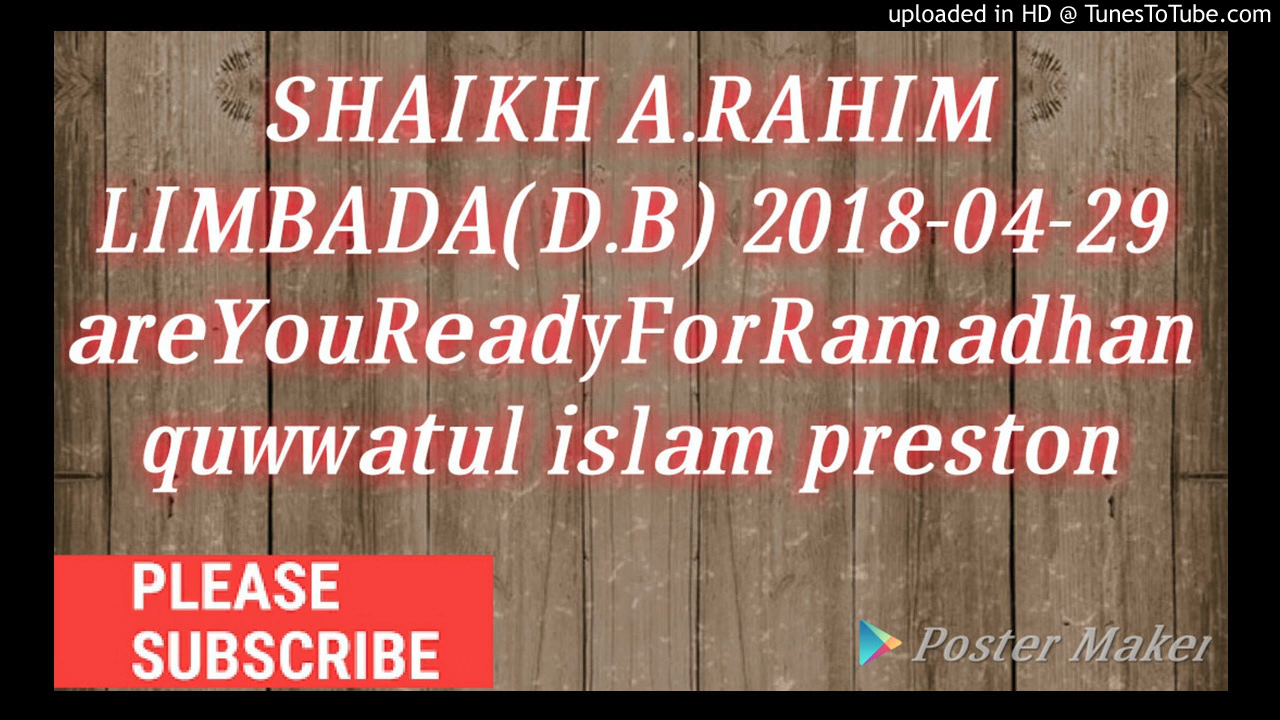 uploaded in HD @ TunesToTube.com
SHAIKH A.RAHIM
LIMBADA(D.B) 2018-04-29
areYouReadyForRamadhan
quwwatul islam preston
PLEASE
SUBSCRIBE
Poster Maker